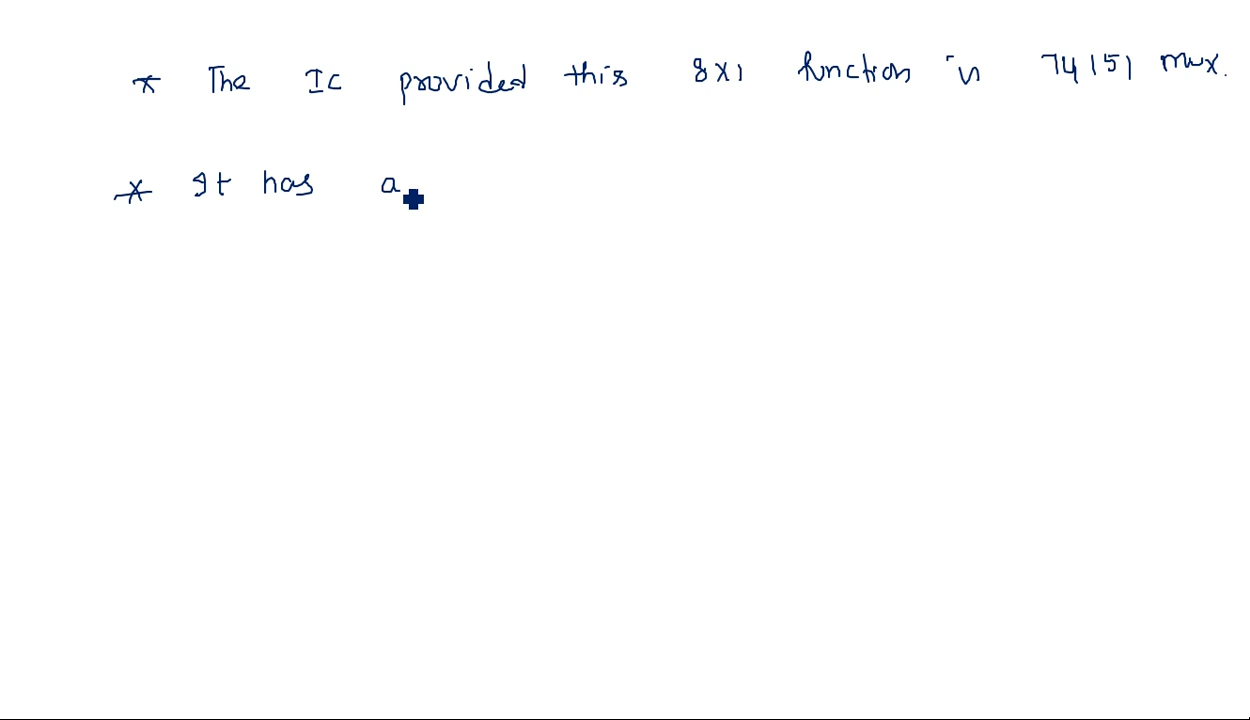 * The Ic provided this 8x1 function in 74151 mux.
* It has a